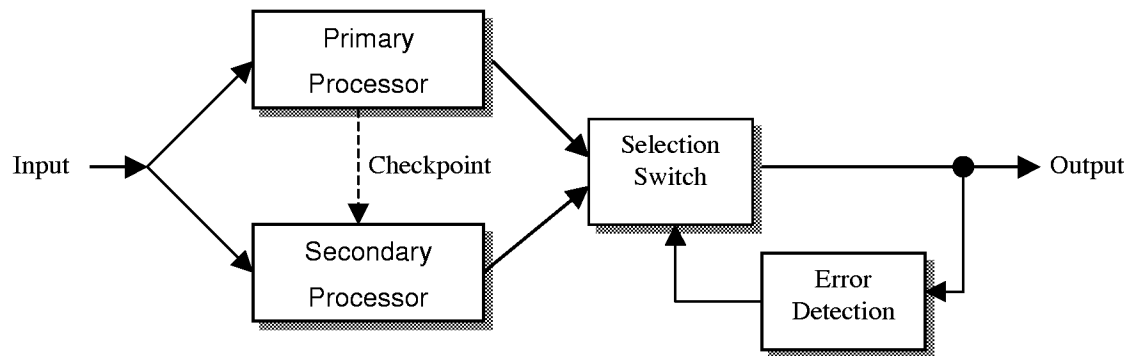 Primary
Processor
Input
Checkpoint
Selection
Switch
Output
Secondary
Processor
Error
Detection